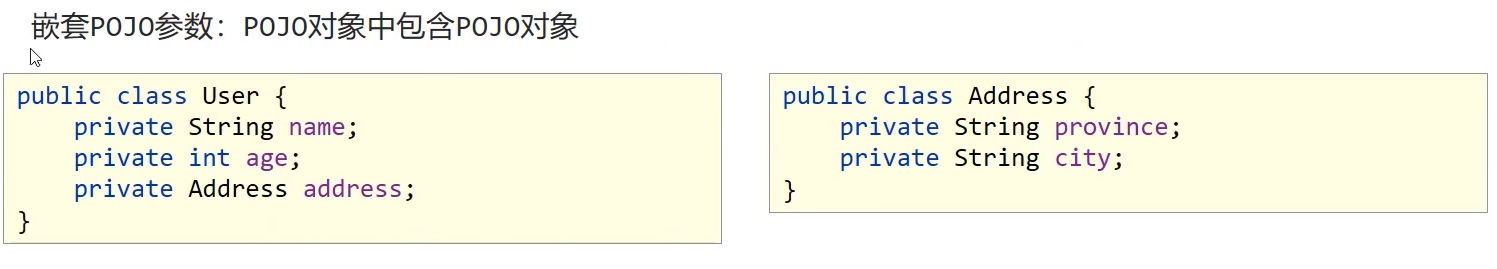 嵌套POJO参数：POJO对象中包含POJO对象
public class User {
    private String name;
    private int age;
    private Address address;
}
public class Address {
    private String province;
    private String city;
}